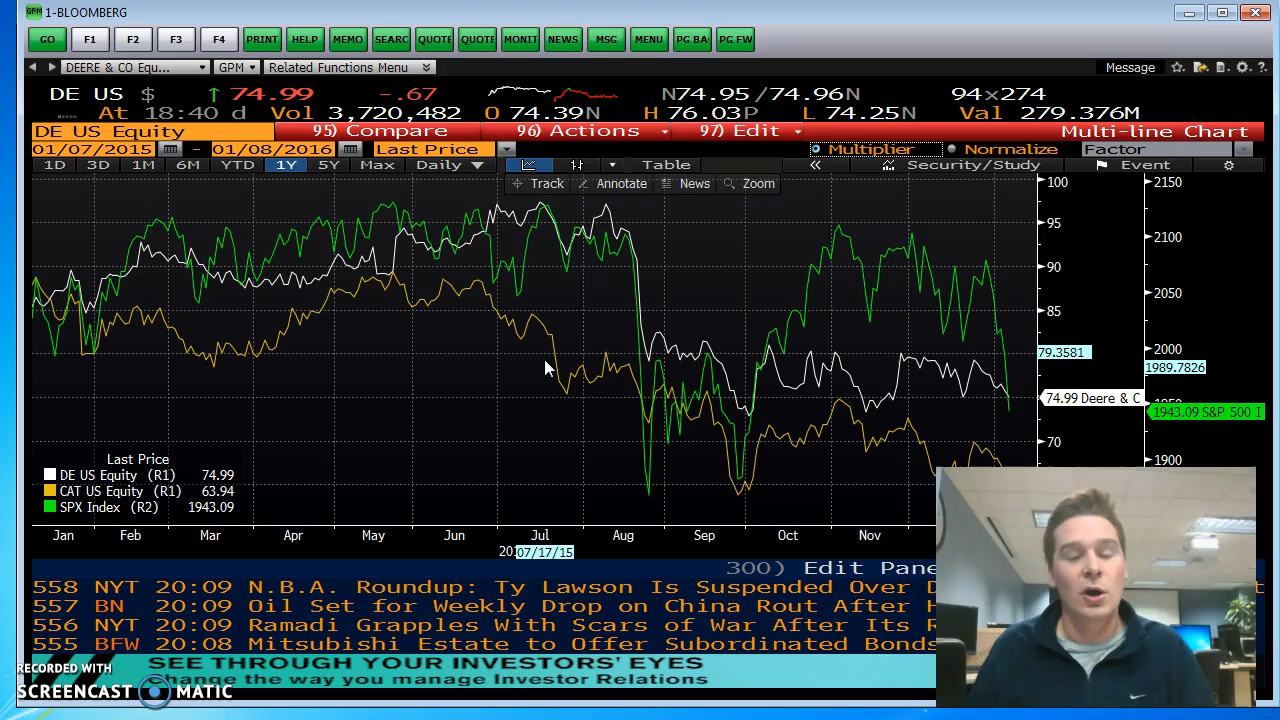 GPM 1-BLOOMBERG
GO F1 F2 F3 F4 PRINT HELP MEMO SEARC QUOTE QUOTE MONIT NEWS MSG MENU PG BA PG FW
DEERE & CO Equ... GPM Related Functions Menu Message
DE US $ ↑ 74.99 -.67 N74.95/74.96N 94x274
At 18:40 d Vol 3,720,482 O 74.39N H 76.03P L 74.25N Val 279.376M
DE US Equity 95) Compare 96) Actions 97) Edit Multi-line Chart
01/07/2015 - 01/08/2016 Last Price Multiplier Normalize Factor
1D 3D 1M 6M YTD 1Y 5Y Max Daily Table « Security/Study Event
Track Annotate News Zoom
100 2150
95
2100
90
2050
85
2000
79.3581
1989.7826
74.99 Deere & C
1943.09 S&P 500 I
70
1900
Last Price
DE US Equity (R1) 74.99
CAT US Equity (R1) 63.94
SPX Index (R2) 1943.09
Jan Feb Mar Apr May Jun Jul Aug Sep Oct Nov
07/17/15
300) Edit Pane
558 NYT 20:09 N.B.A. Roundup: Ty Lawson Is Suspended Over
557 BN 20:09 Oil Set for Weekly Drop on China Rout After
556 NYT 20:09 Ramadi Grapples With Scars of War After Its
555 BFW 20:08 Mitsubishi Estate to Offer Subordinated Bonds
SEE THROUGH YOUR INVESTORS' EYES
Change the way you manage Investor Relations
RECORDED WITH
SCREENCAST MATIC